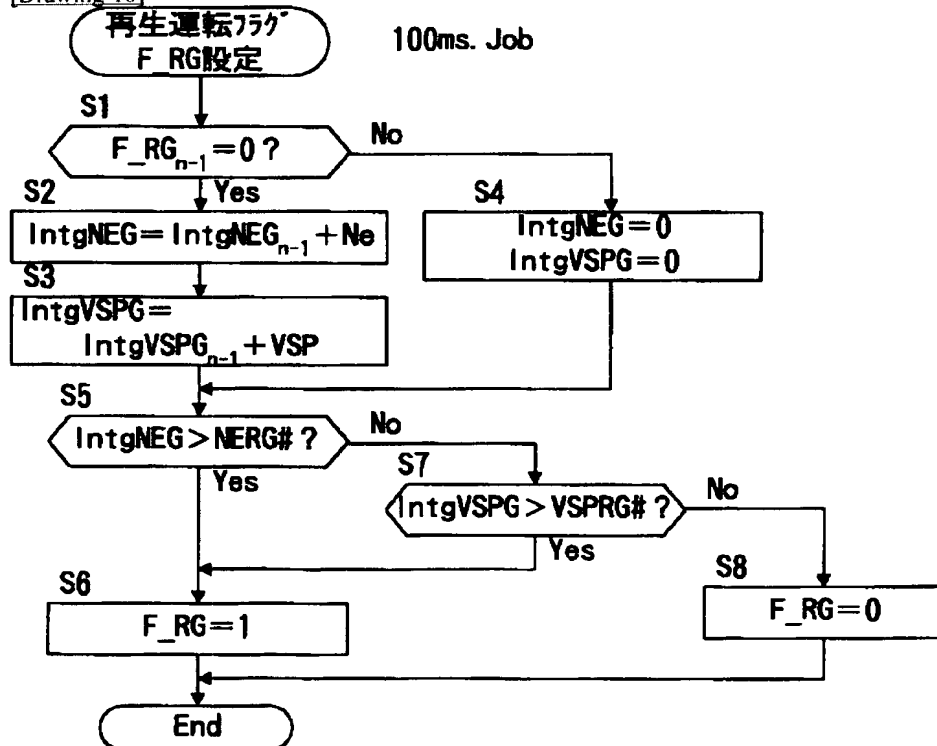 再生運転ﾌﾗｸﾞ
F_RG設定
100ms. Job
S1
F_RGn-1=0?
No
Yes
S2
IntgNEG=IntgNEGn-1+Ne
S3
IntgVSPG=
IntgVSPGn-1+VSP
S4
IntgNEG=0
IntgVSPG=0
S5
IntgNEG>NERG#?
No
Yes
S7
IntgVSPG>VSPRG#?
No
Yes
S6
F_RG=1
S8
F_RG=0
End